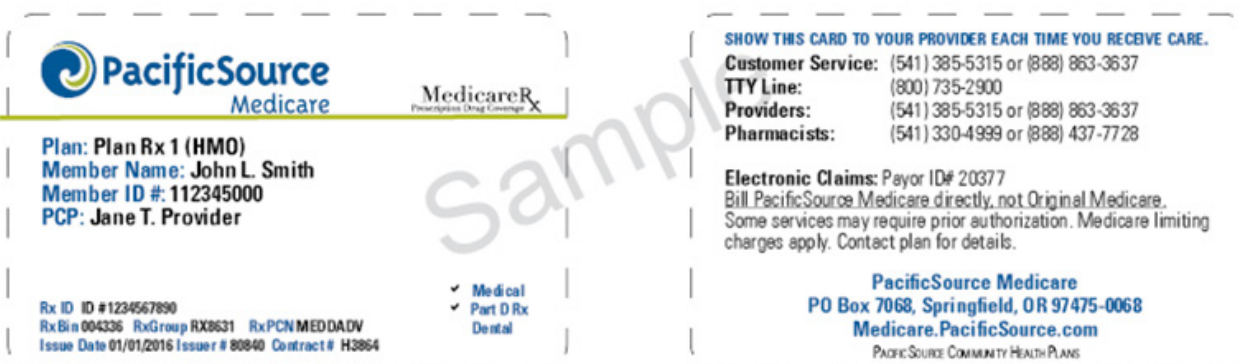 PacificSource
Medicare
MedicareRx
Prescription Drug Coverage
Plan: Plan Rx 1 (HMO)
Member Name: John L. Smith
Member ID #: 112345000
PCP: Jane T. Provider
✓ Medical
✓ Part D Rx
Dental
Rx ID ID #1234567890
RxBin 004336 RxGroup RX8631 RxPCN MEDDADV
Issue Date 01/01/2016 Issuer # 80840 Contract # H3864
Sample
SHOW THIS CARD TO YOUR PROVIDER EACH TIME YOU RECEIVE CARE.
Customer Service: (541) 385-5315 or (888) 863-3637
TTY Line: (800) 735-2900
Providers: (541) 385-5315 or (888) 863-3637
Pharmacists: (541) 330-4999 or (888) 437-7728
Electronic Claims: Payor ID# 20377
Bill PacificSource Medicare directly, not Original Medicare.
Some services may require prior authorization. Medicare limiting
charges apply. Contact plan for details.
PacificSource Medicare
PO Box 7068, Springfield, OR 97475-0068
Medicare.PacificSource.com
PACIFICSOURCE COMMUNITY HEALTH PLANS